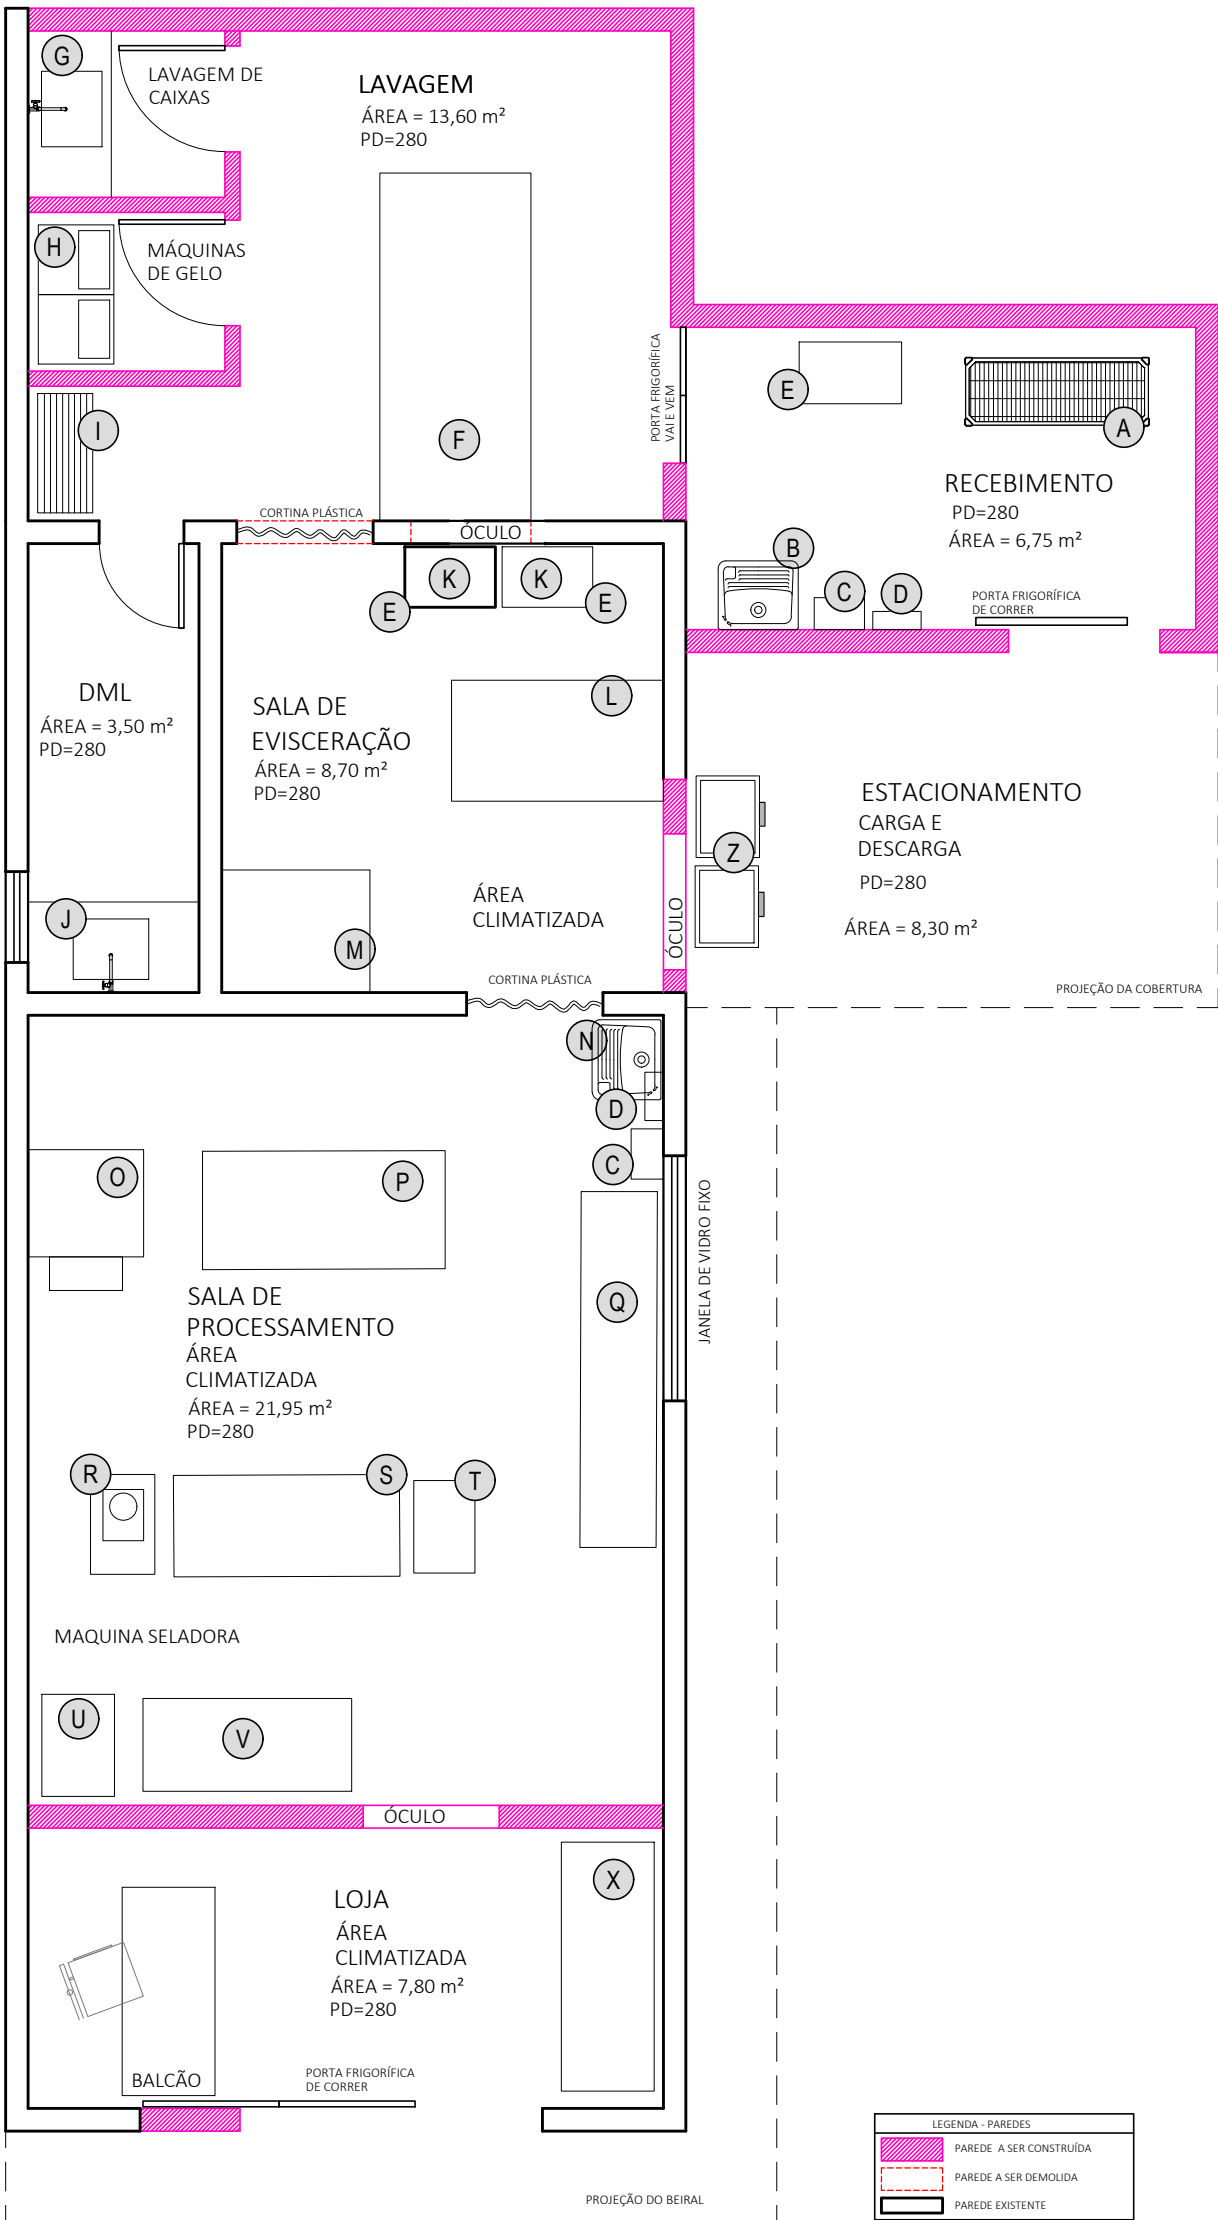 G
LAVAGEM DE
CAIXAS
LAVAGEM
ÁREA = 13,60 m²
PD=280
H
MÁQUINAS
DE GELO
I
F
PORTA FRIGORÍFICA
VAI E VEM
E
A
RECEBIMENTO
PD=280
ÁREA = 6,75 m²
B
C
D
PORTA FRIGORÍFICA
DE CORRER
CORTINA PLÁSTICA
ÓCULO
K
K
E
E
DML
ÁREA = 3,50 m²
PD=280
SALA DE
EVISCERAÇÃO
ÁREA = 8,70 m²
PD=280
L
ESTACIONAMENTO
CARGA E
DESCARGA
PD=280
ÁREA = 8,30 m²
Z
ÁREA
CLIMATIZADA
ÓCULO
J
M
CORTINA PLÁSTICA
PROJEÇÃO DA COBERTURA
N
D
C
O
P
JANELA DE VIDRO FIXO
Q
SALA DE
PROCESSAMENTO
ÁREA
CLIMATIZADA
ÁREA = 21,95 m²
PD=280
R
S
T
MAQUINA SELADORA
U
V
ÓCULO
X
LOJA
ÁREA
CLIMATIZADA
ÁREA = 7,80 m²
PD=280
BALCÃO
PORTA FRIGORÍFICA
DE CORRER
PROJEÇÃO DO BEIRAL
LEGENDA - PAREDES
PAREDE A SER CONSTRUÍDA
PAREDE A SER DEMOLIDA
PAREDE EXISTENTE